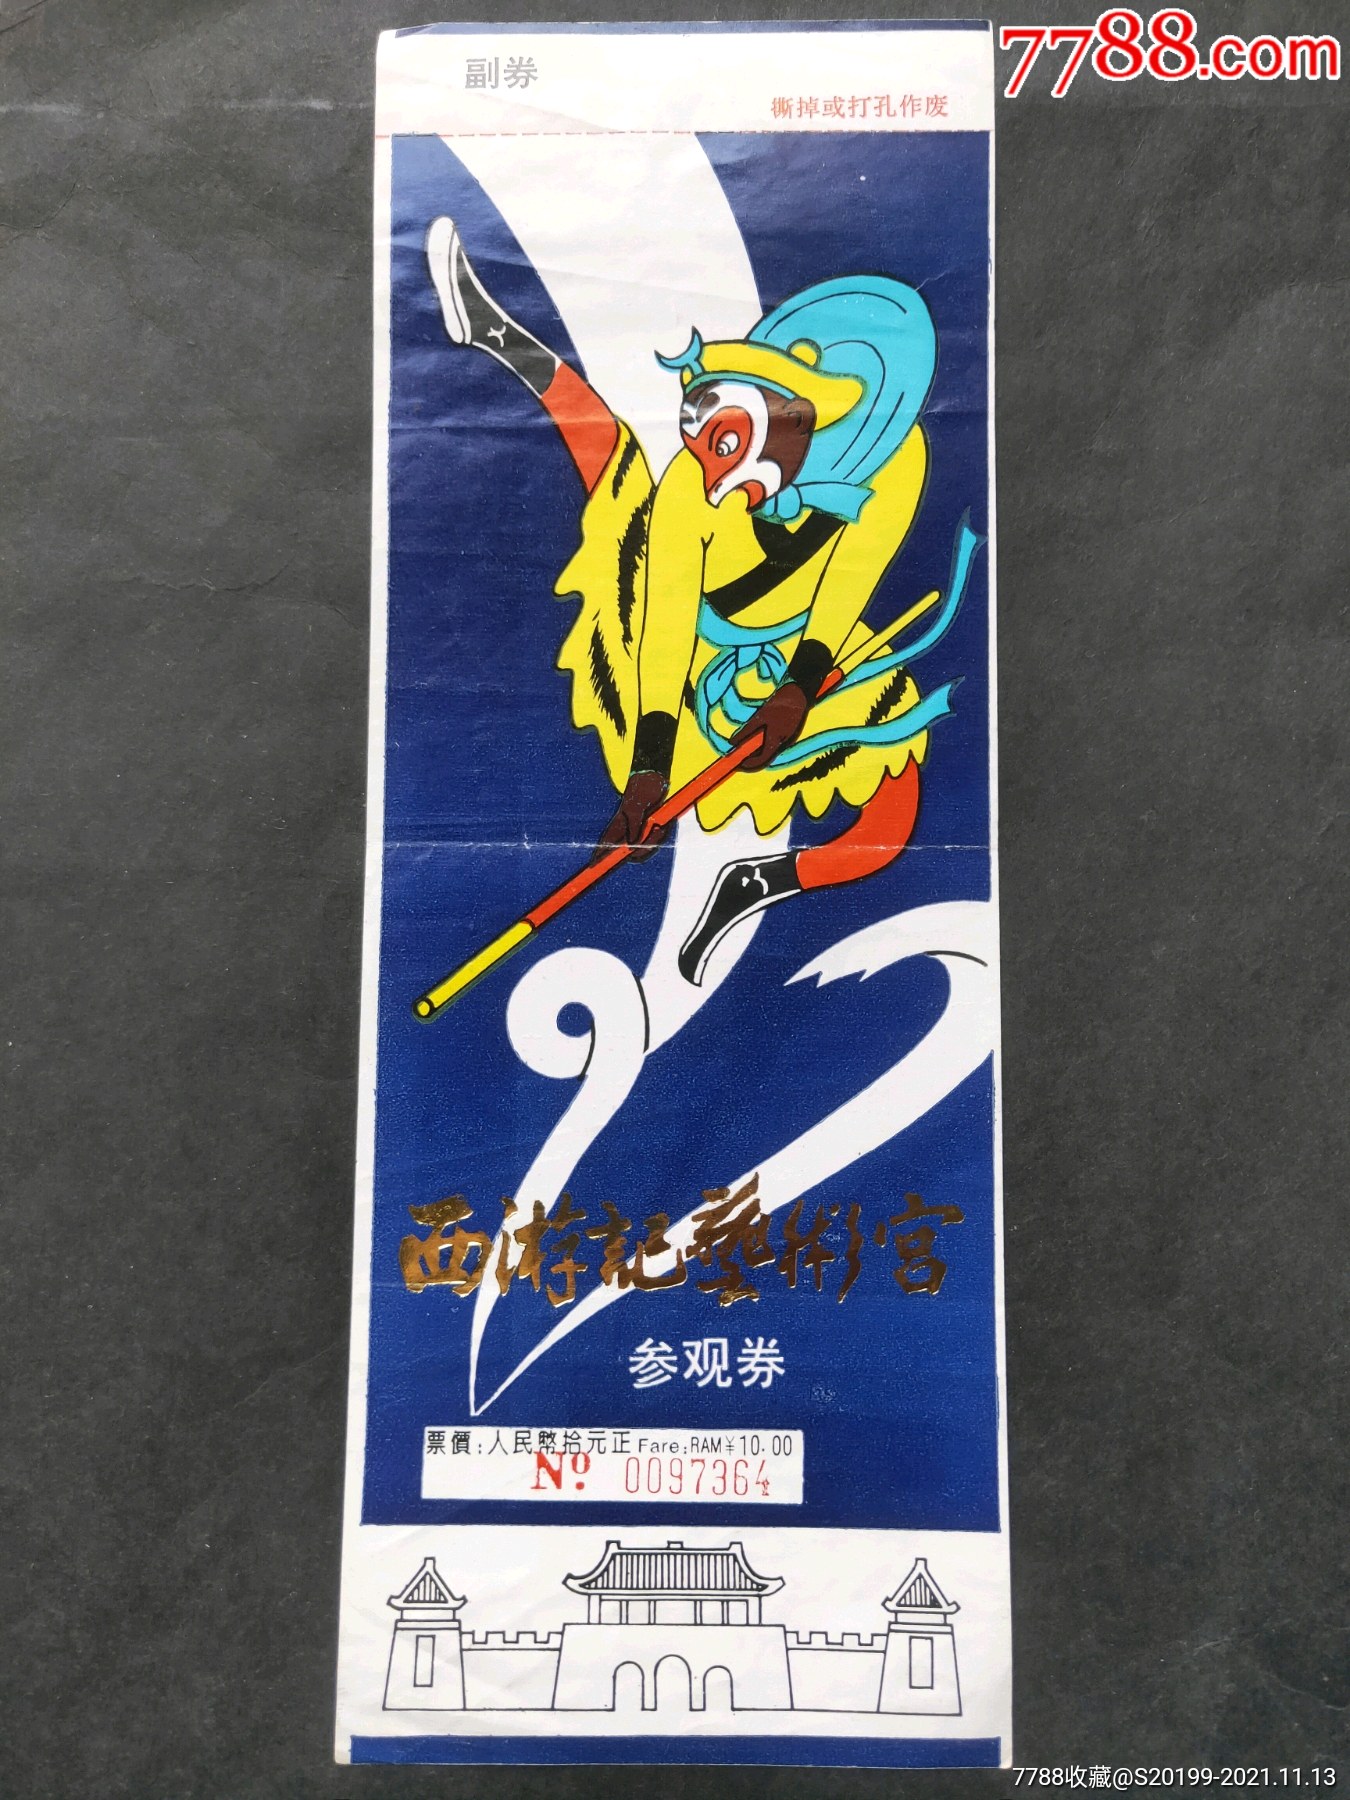 7788.com
副券
撕掉或打孔作废
西游記藝術宮
参观券
票價:人民幣拾元正 Fare:RAM¥10.00
No. 0097364
7788收藏@S20199-2021.11.13